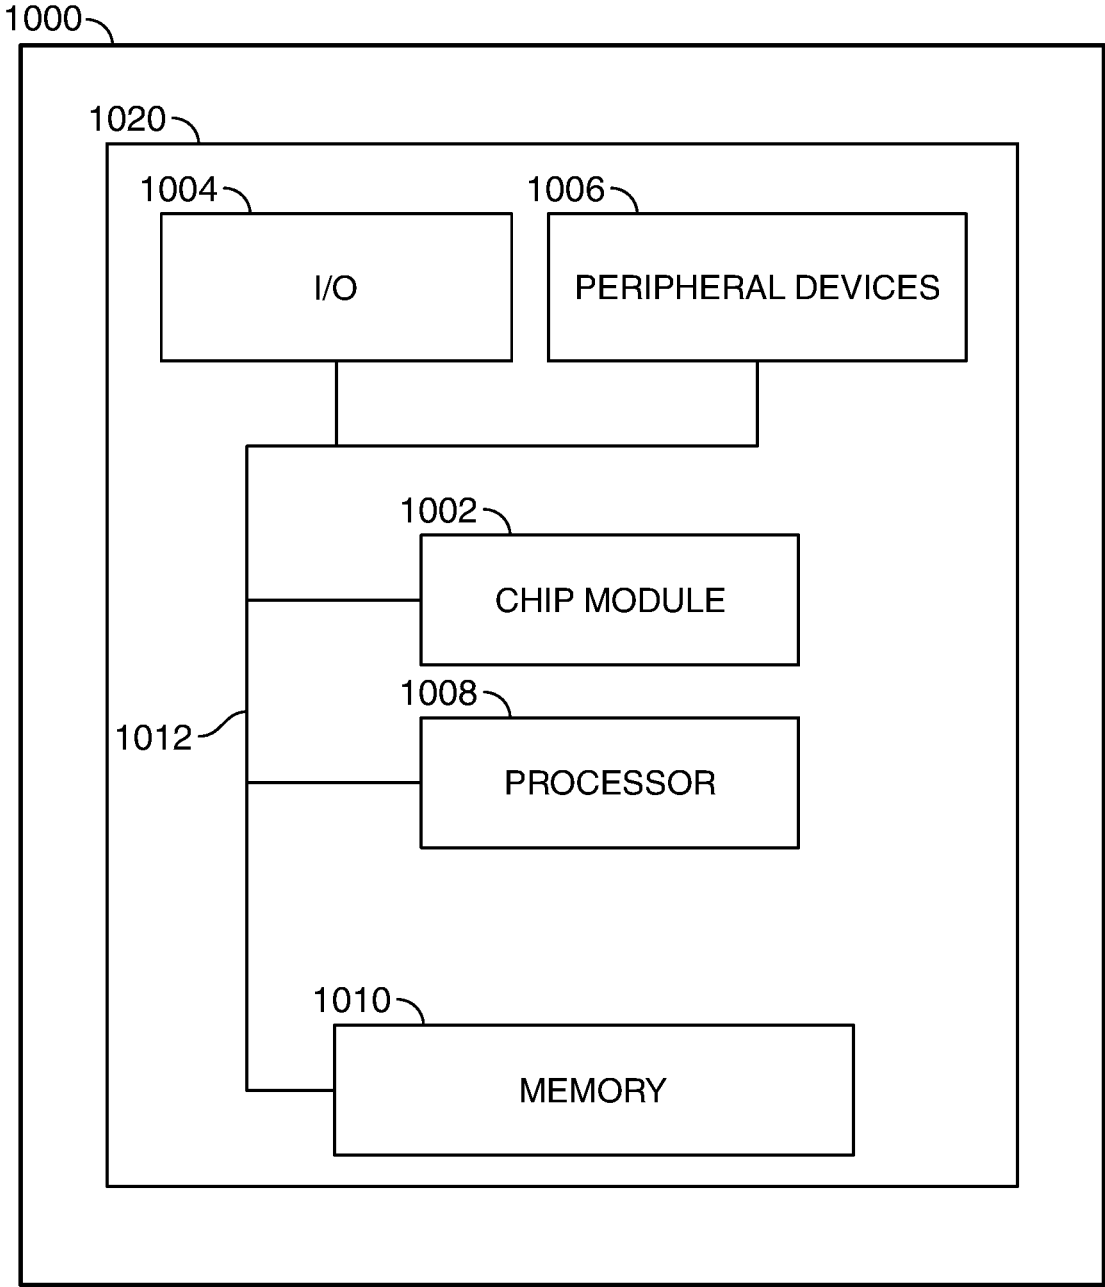 1000
1020
1004
1006
I/O
PERIPHERAL DEVICES
1002
CHIP MODULE
1008
1012
PROCESSOR
1010
MEMORY